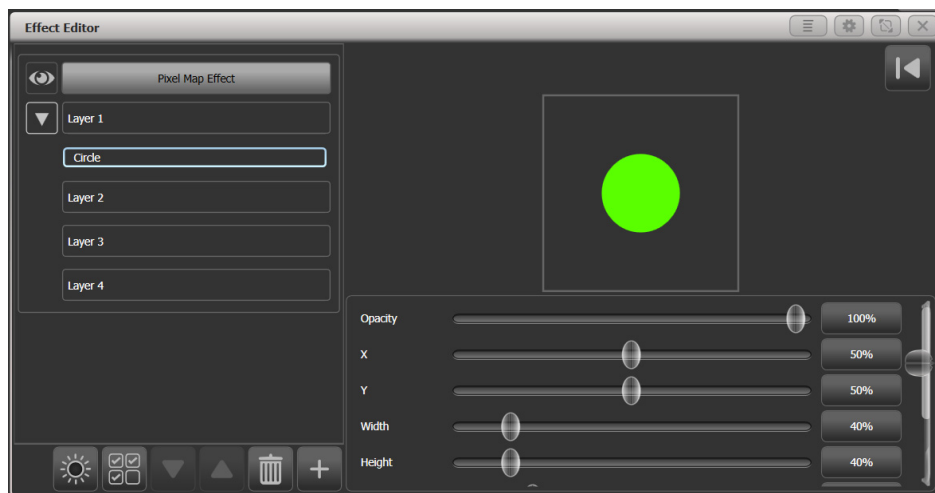 Effect Editor
Pixel Map Effect
Layer 1
Circle
Layer 2
Layer 3
Layer 4
Opacity 100%
X 50%
Y 50%
Width 40%
Height 40%